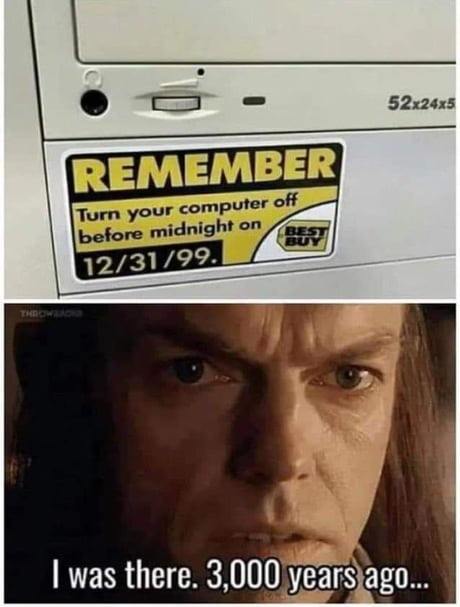 52x24x5
REMEMBER
Turn your computer off
before midnight on
12/31/99.
BEST
BUY
THROWBACKS
I was there. 3,000 years ago...